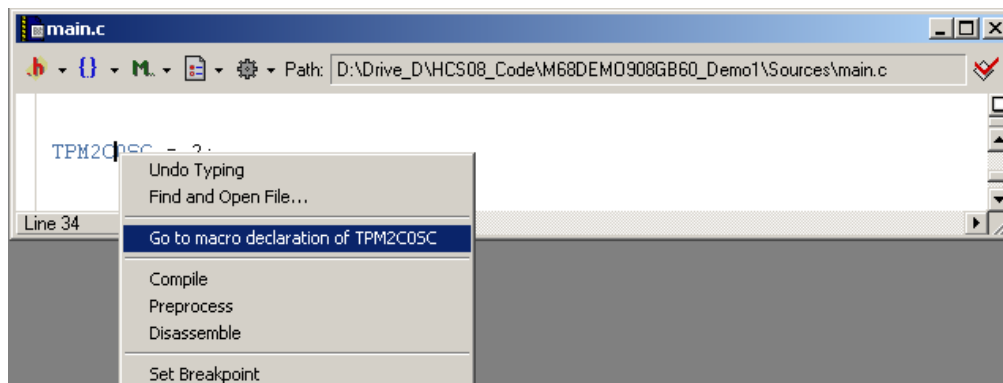 main.c
.h {} M. Path: D:\Drive_D\HCS08_Code\M68DEMO908GB60_Demo1\Sources\main.c
TPM2C0SC = 2;
Undo Typing
Find and Open File...
Line 34
Go to macro declaration of TPM2C0SC
Compile
Preprocess
Disassemble
Set Breakpoint